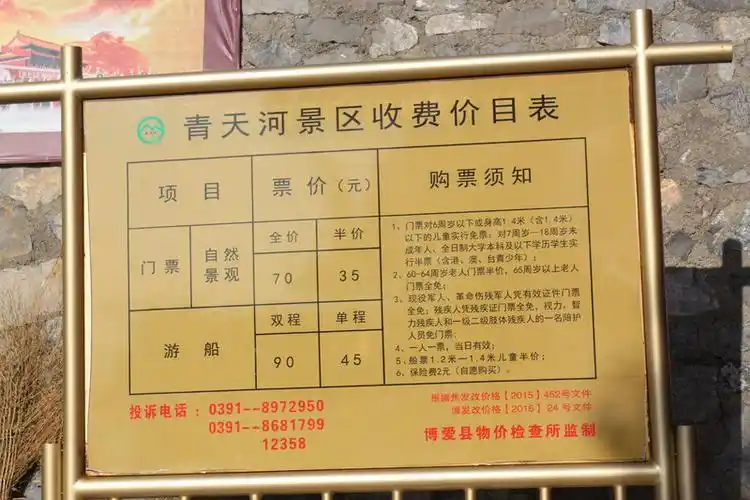 青天河景区收费价目表
项目 票价(元) 购票须知
门票 自然景观 全价 半价
70 35
游船 双程 单程
90 45
1、门票对6周岁以下或身高1.4米(含1.4米)
以下的儿童实行免票;对7周岁—18周岁未
成年人、全日制大学本科及以下学历学生实
行半票(含港、澳、台青少年);
2、60-64周岁老人门票半价,65周岁以上老人
门票全免;
3、现役军人、革命伤残军人凭有效证件门票
全免;残疾人凭残疾证门票全免,视力、智
力残疾人和一级二级肢体残疾人的一名陪护
人员免门票.
4、一人一票,当日有效;
5、船票1.2米—1.4米儿童半价;
6、保险费2元(自愿购买)。
投诉电话:0391--8972950
0391--8681799
12358
根据焦发改价格【2015】452号文件
博发改价格【2016】24号文件
博爱县物价检查所监制